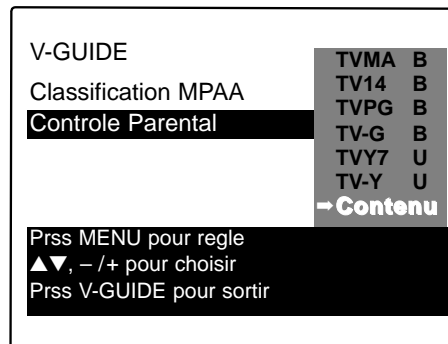 V-GUIDE
Classification MPAA
Controle Parental
TVMA B
TV14 B
TVPG B
TV-G B
TVY7 U
TV-Y U
➡Contenu
Prss MENU pour regle
▲▼, – /+ pour choisir
Prss V-GUIDE pour sortir